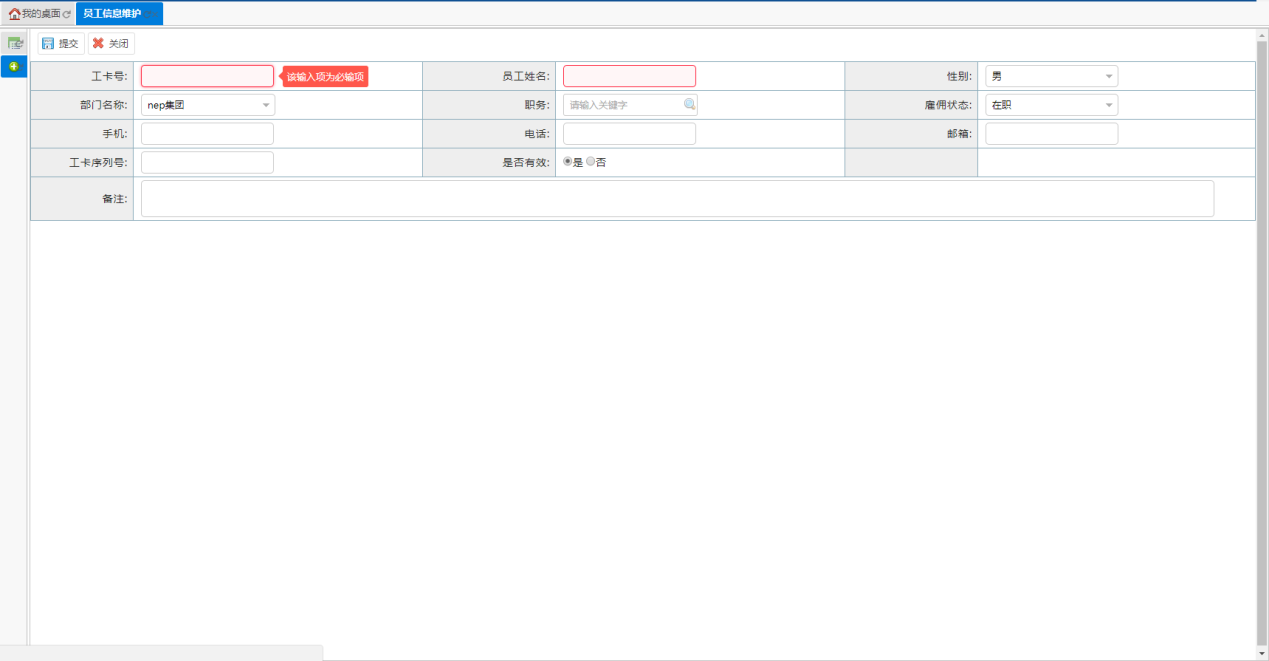 我的桌面 员工信息维护
提交 关闭
工卡号: 该输入项为必输项 员工姓名: 性别: 男
部门名称: nep集团 职务: 请输入关键字 雇佣状态: 在职
手机: 电话: 邮箱:
工卡序列号: 是否有效: 是 否
备注: